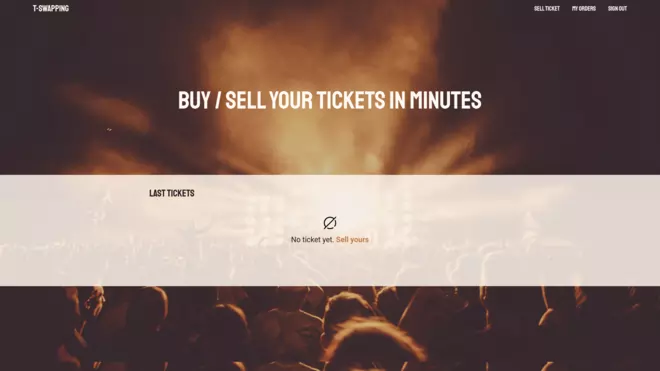 T-SWAPPING
SELL TICKET MY ORDERS SIGN OUT
BUY / SELL YOUR TICKETS IN MINUTES
LAST TICKETS
No ticket yet. Sell yours